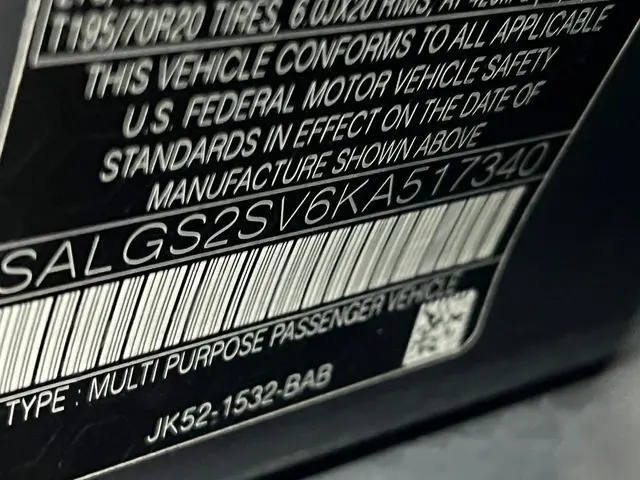 T195/70R20 TIRES, 6.0JX20 RIMS, AT
THIS VEHICLE CONFORMS TO ALL APPLICABLE
U.S. FEDERAL MOTOR VEHICLE SAFETY
STANDARDS IN EFFECT ON THE DATE OF
MANUFACTURE SHOWN ABOVE
SALGS2SV6KA517340
TYPE : MULTI PURPOSE PASSENGER VEHICLE
JK52-1532-BAB